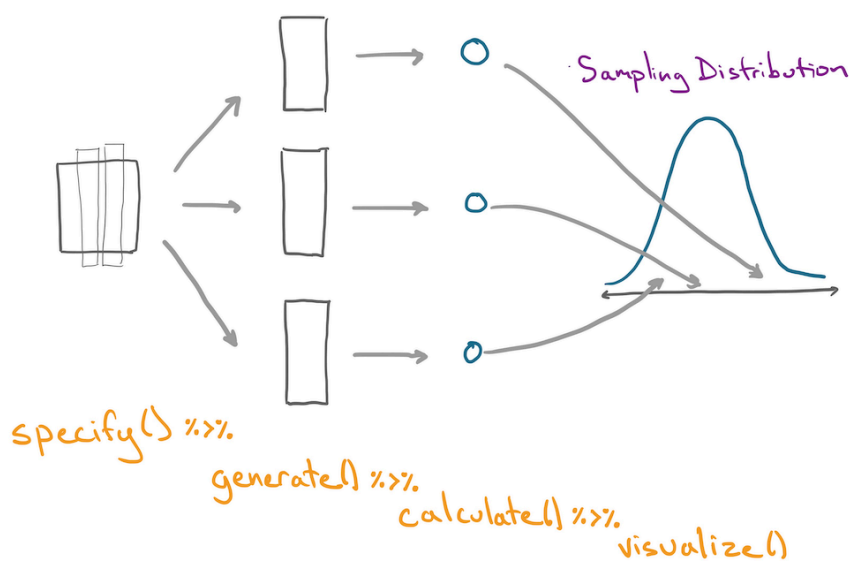 Sampling Distribution
specify() %>%
generate() %>%
calculate() %>%
visualize()